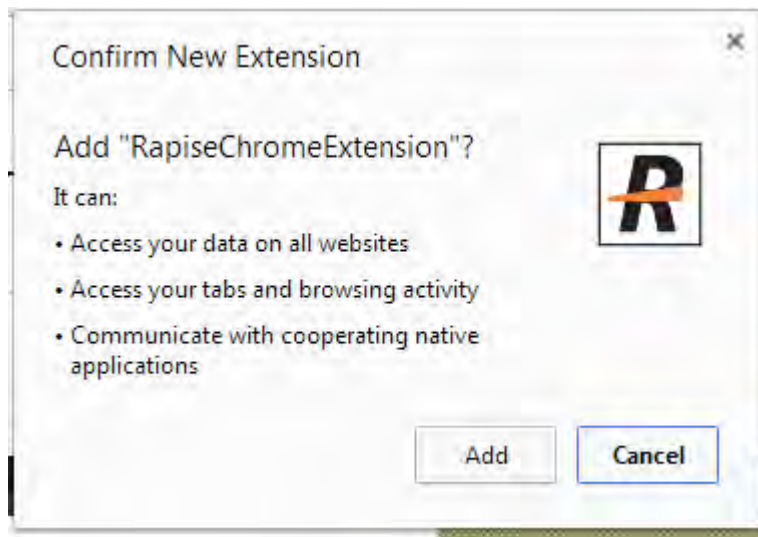 Confirm New Extension
Add "RapiseChromeExtension"?
It can:
• Access your data on all websites
• Access your tabs and browsing activity
• Communicate with cooperating native
applications
R
Add
Cancel